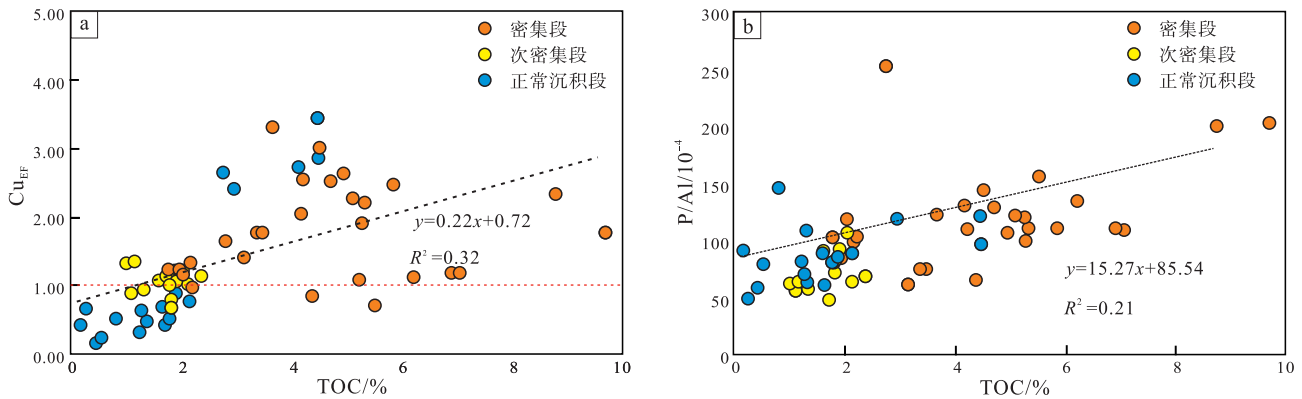 a
5.00
4.00
3.00
2.00
1.00
0.00
Cu_EF
密集段
次密集段
正常沉积段
y=0.22x+0.72
R²=0.32
0
2
4
6
8
10
TOC/%
b
300
250
200
150
100
50
0
P/Al/10⁻⁴
密集段
次密集段
正常沉积段
y=15.27x+85.54
R²=0.21
0
2
4
6
8
10
TOC/%